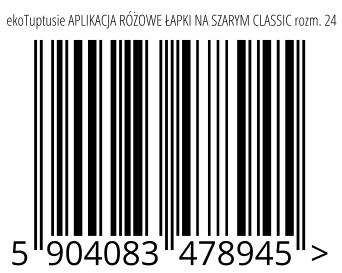 ekoTuptusie APLIKACJA RÓŻOWE ŁAPKI NA SZARYM CLASSIC rozm. 24
5 904083 478945 >